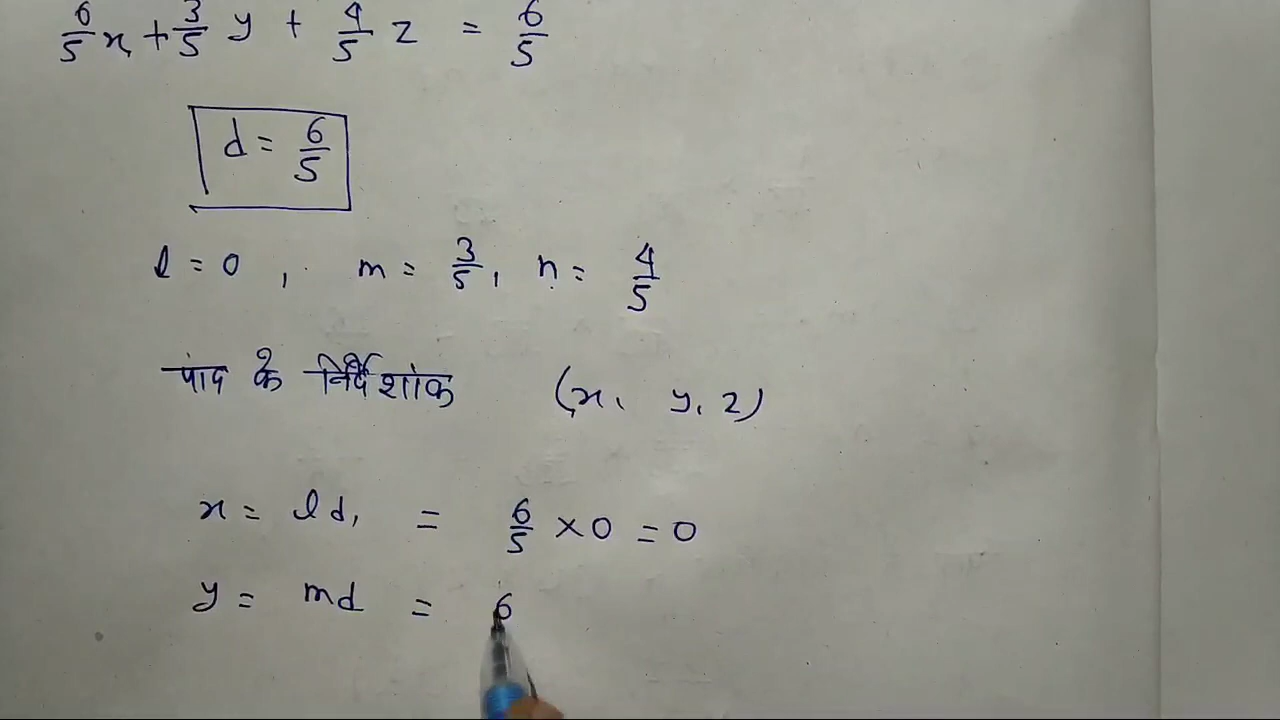 6/5 x + 3/5 y + 4/5 z = 6/5
d = 6/5
l = 0 , m = 3/5 , n = 4/5
पाद के निर्देशांक (x, y, z)
x = ld, = 6/5 × 0 = 0
y = md = 6